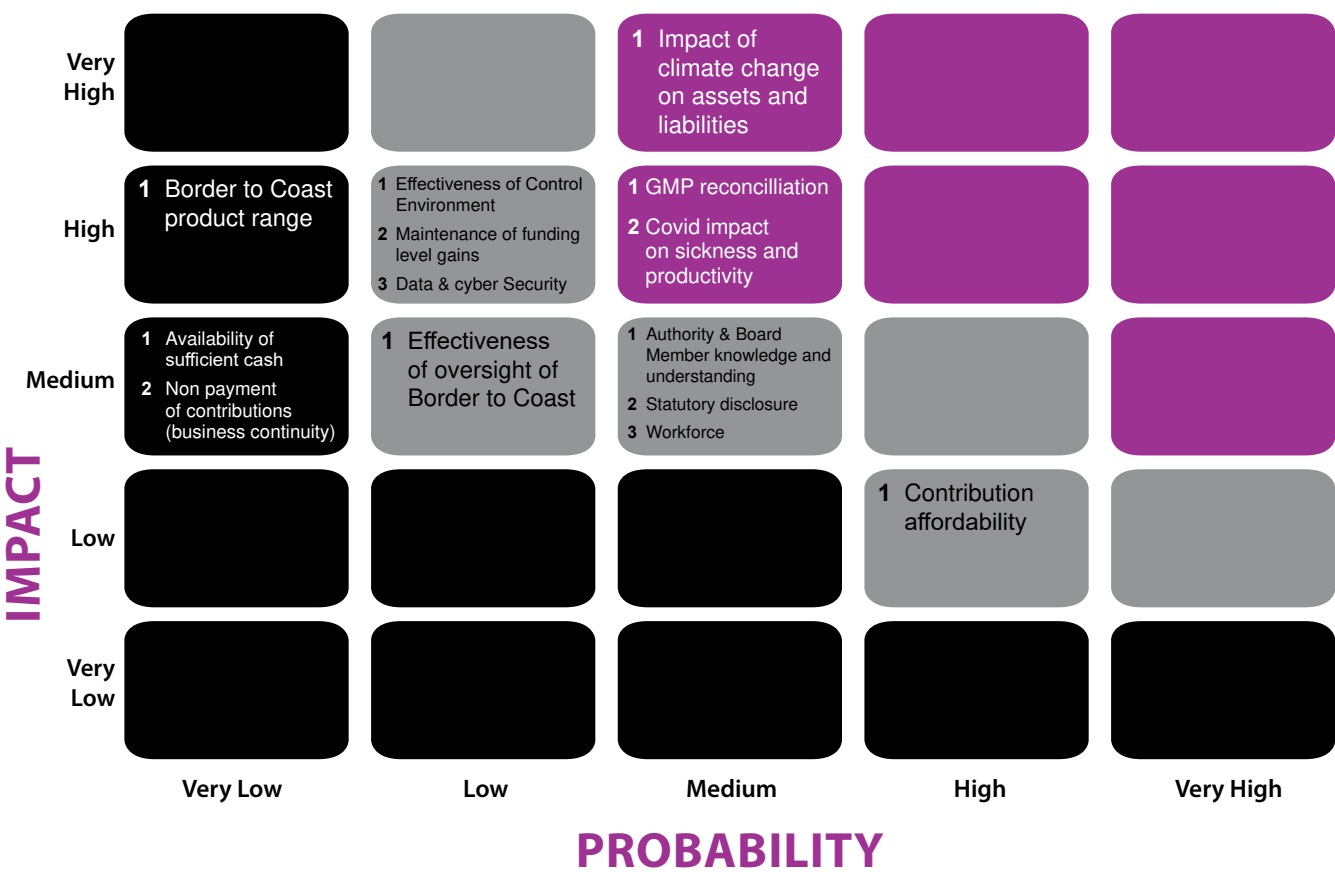 Very
High
1 Impact of
climate change
on assets and
liabilities
High
1 Border to Coast
product range
1 Effectiveness of Control
Environment
2 Maintenance of funding
level gains
3 Data & cyber Security
1 GMP reconcilliation
2 Covid impact
on sickness and
productivity
Medium
1 Availability of
sufficient cash
2 Non payment
of contributions
(business continuity)
1 Effectiveness
of oversight of
Border to Coast
1 Authority & Board
Member knowledge and
understanding
2 Statutory disclosure
3 Workforce
IMPACT
Low
1 Contribution
affordability
Very
Low
Very Low
Low
Medium
High
Very High
PROBABILITY